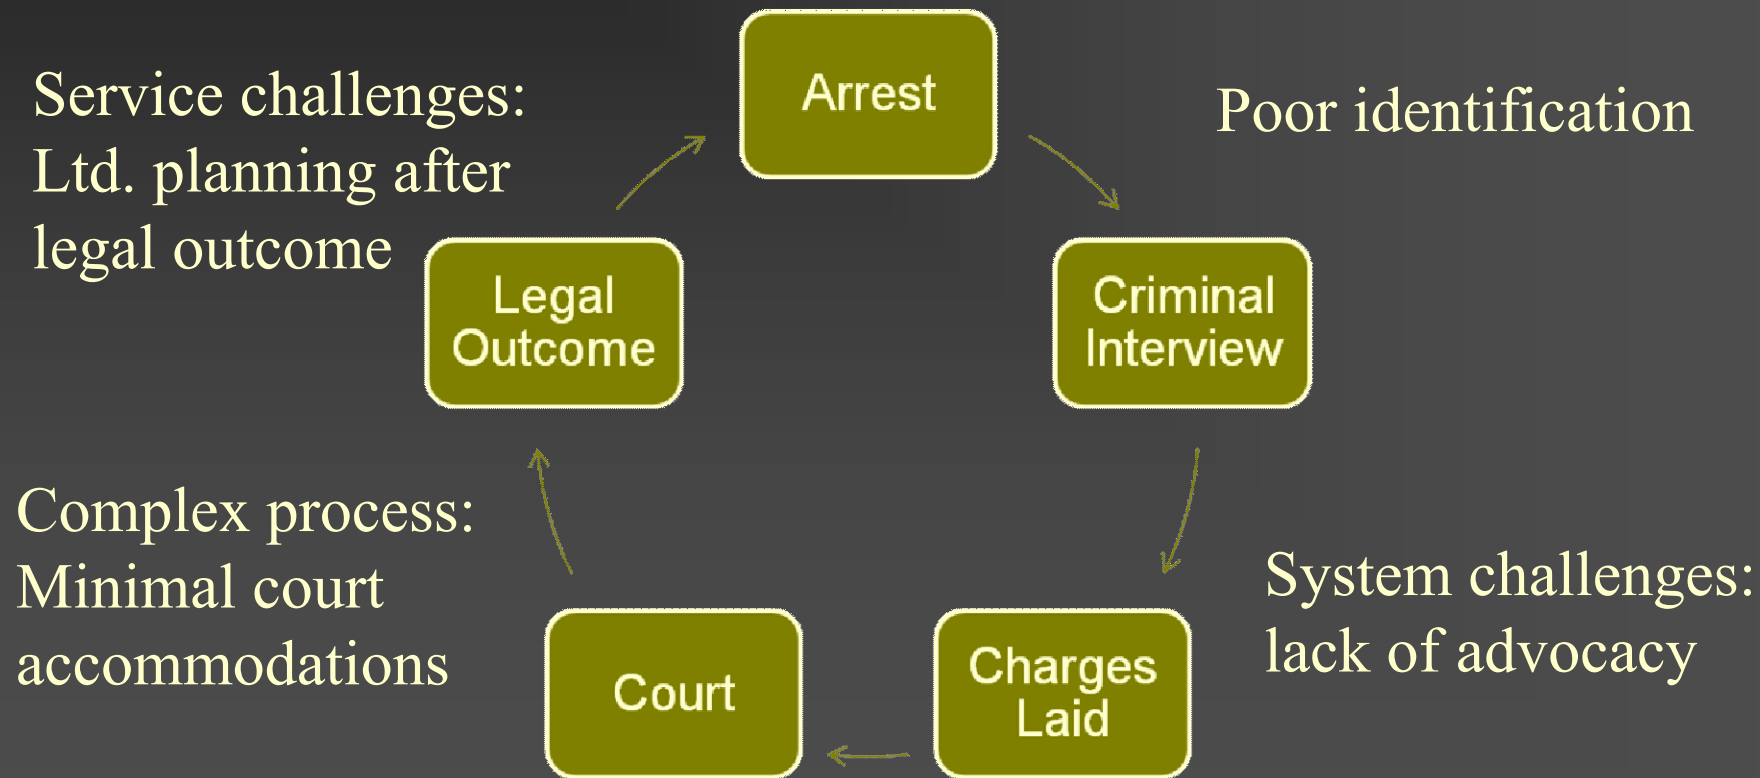 Arrest
Poor identification
Criminal
Interview
System challenges:
lack of advocacy
Charges
Laid
Court
Complex process:
Minimal court
accommodations
Legal
Outcome
Service challenges:
Ltd. planning after
legal outcome